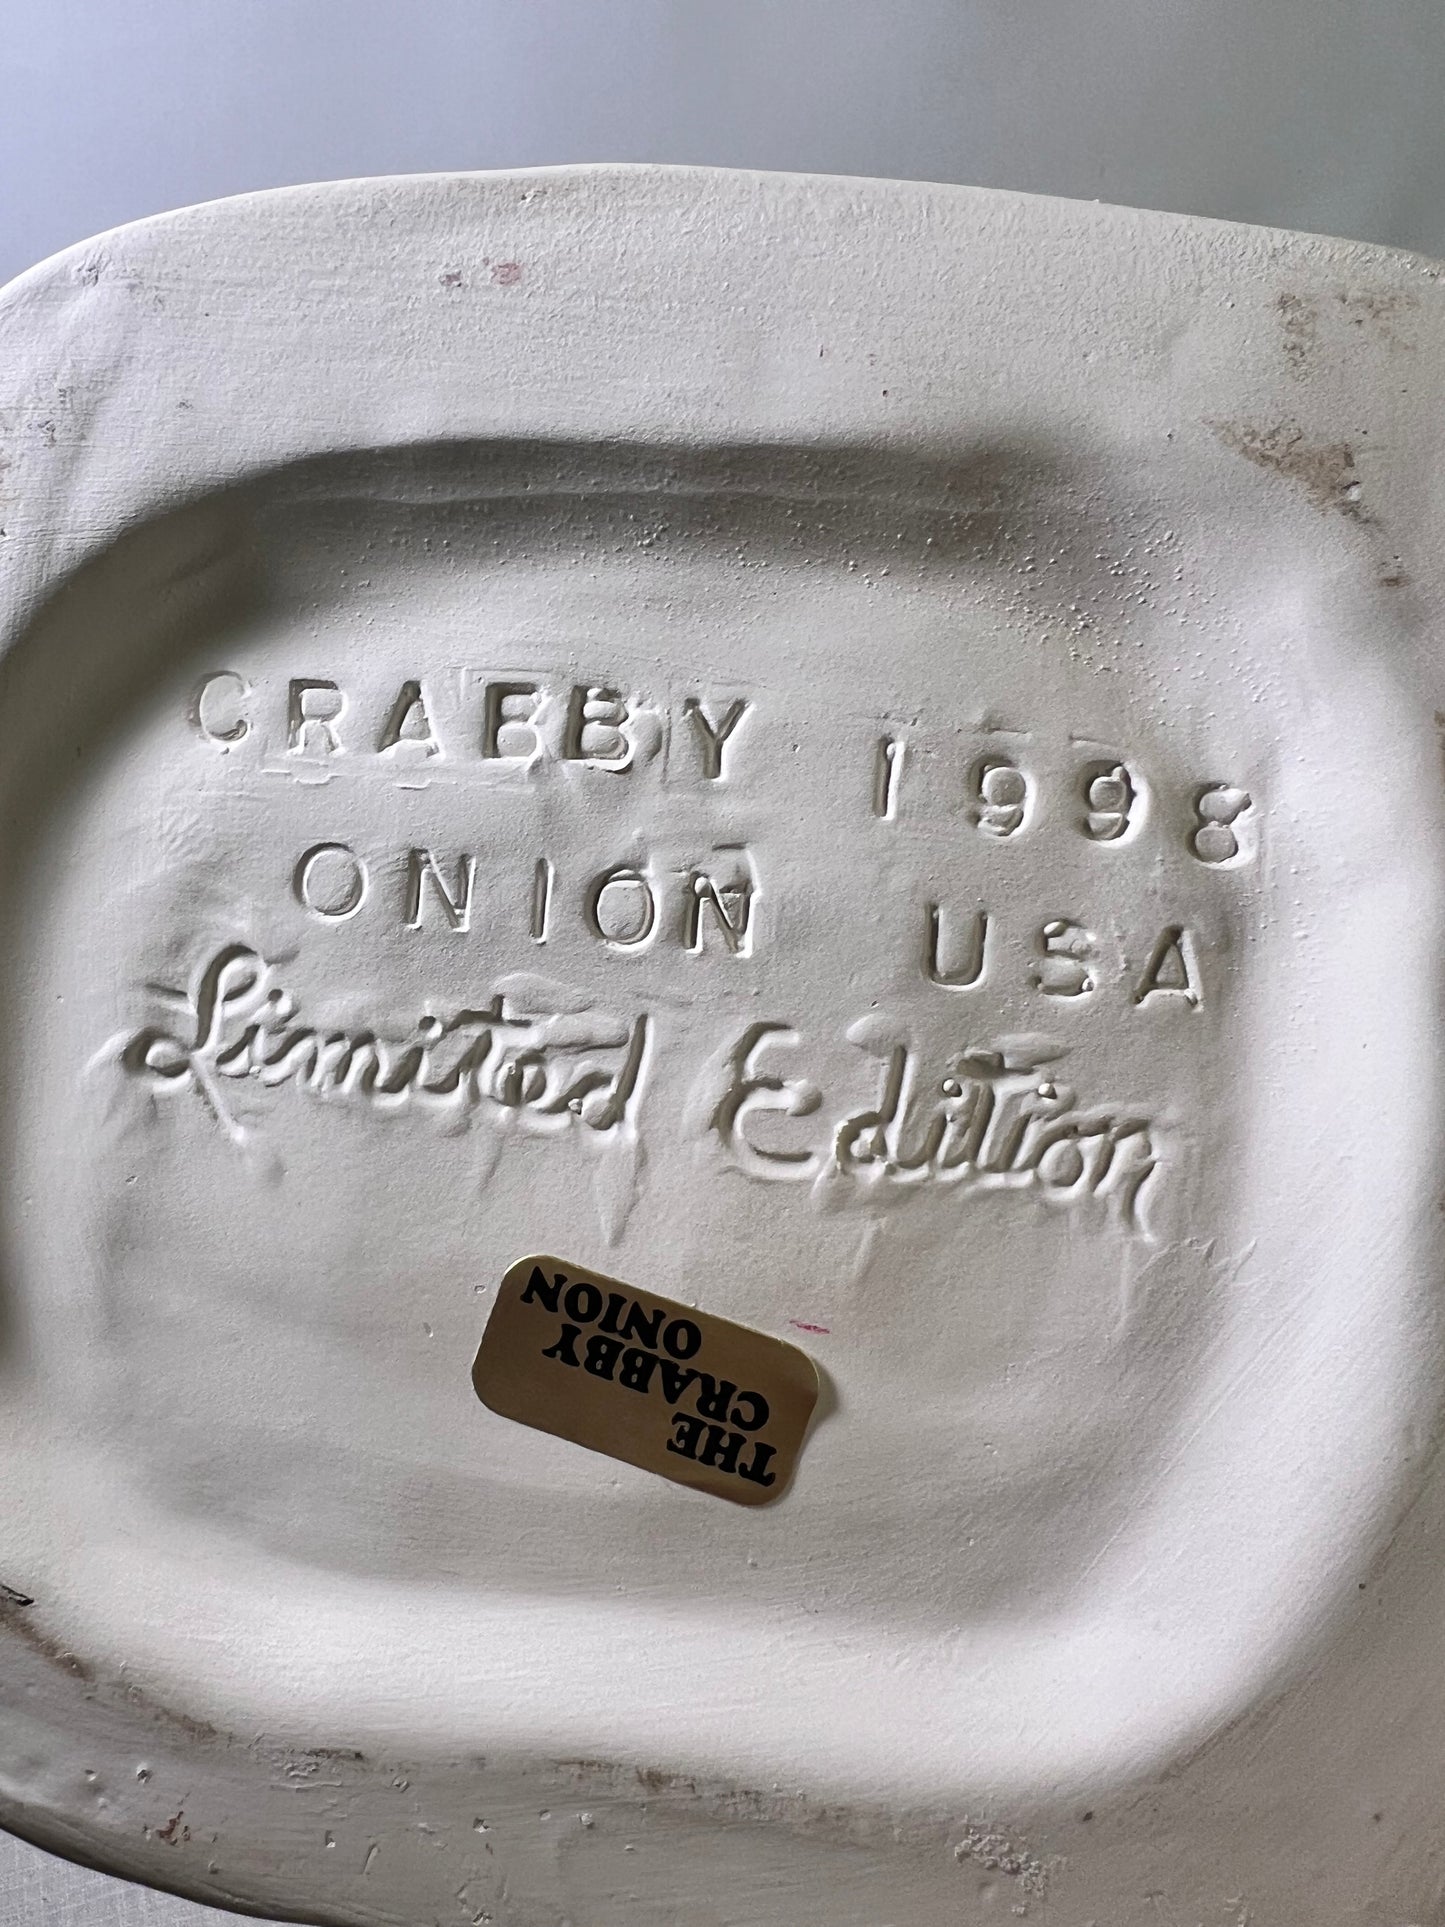 CRABBY 1998
ONION USA
Limited Edition
THE
CRABBY
ONION